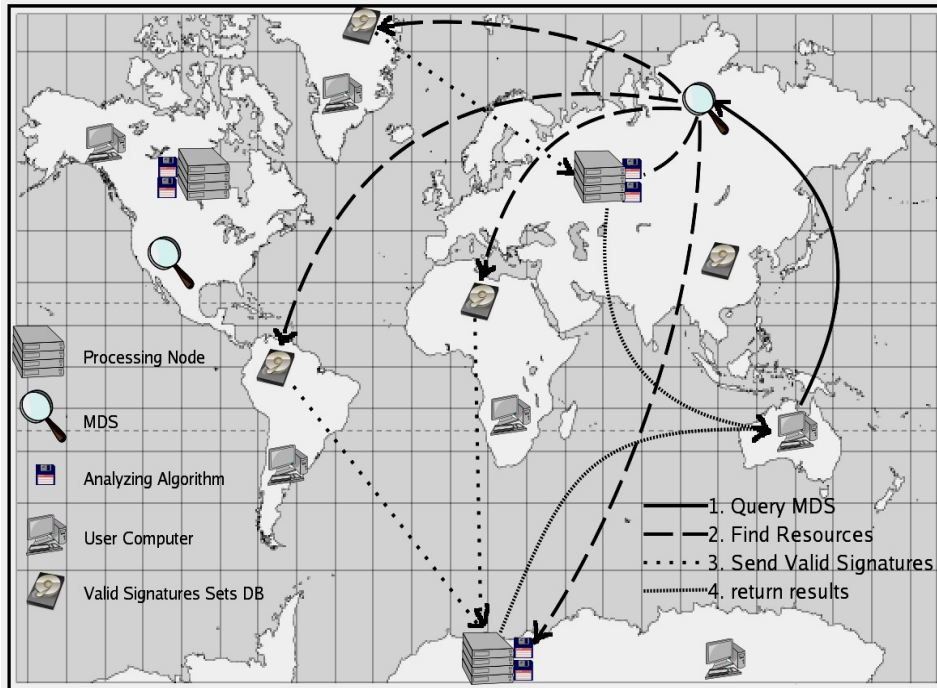 Processing Node
MDS
Analyzing Algorithm
User Computer
Valid Signatures Sets DB
1. Query MDS
2. Find Resources
3. Send Valid Signatures
4. return results